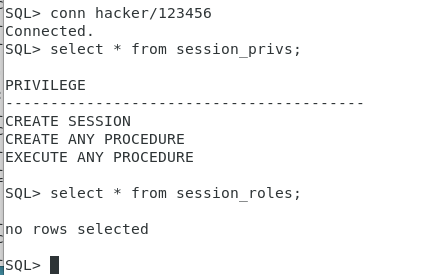 SQL> conn hacker/123456
Connected.
SQL> select * from session_privs;
PRIVILEGE
----------------------------------------
CREATE SESSION
CREATE ANY PROCEDURE
EXECUTE ANY PROCEDURE
SQL> select * from session_roles;
no rows selected
SQL>